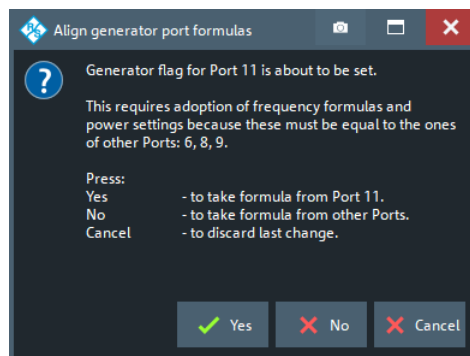 Align generator port formulas
Generator flag for Port 11 is about to be set.
This requires adoption of frequency formulas and
power settings because these must be equal to the ones
of other Ports: 6, 8, 9.
Press:
Yes - to take formula from Port 11.
No - to take formula from other Ports.
Cancel - to discard last change.
Yes No Cancel